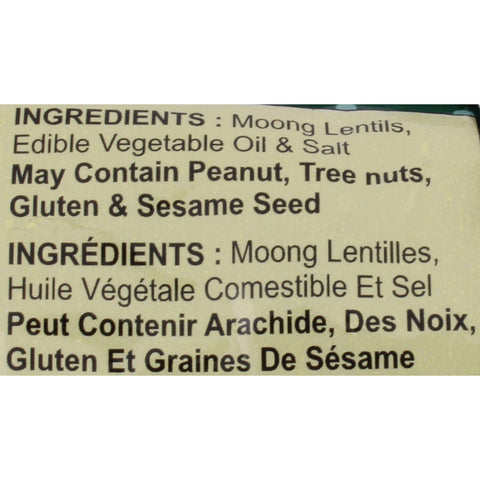 INGREDIENTS : Moong Lentils,
Edible Vegetable Oil & Salt
May Contain Peanut, Tree nuts,
Gluten & Sesame Seed
INGRÉDIENTS : Moong Lentilles,
Huile Végétale Comestible Et Sel
Peut Contenir Arachide, Des Noix,
Gluten Et Graines De Sésame